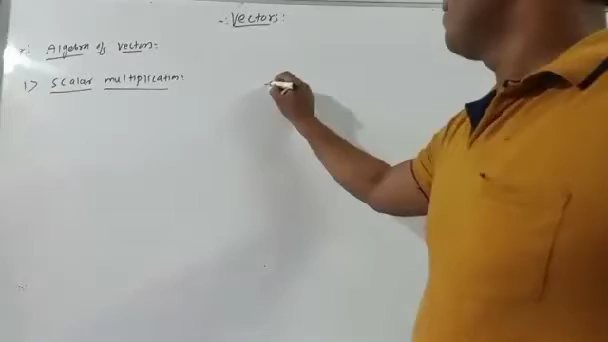 -: Vectors:
*: Algebra of vectors:
1> Scalar multiplication: